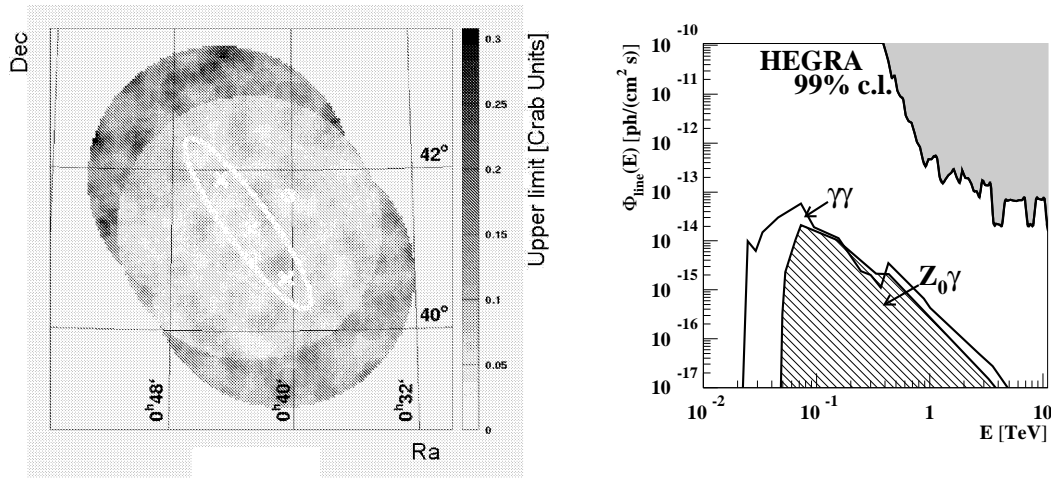 Dec
0.3
0.25
0.2
0.15
0.1
0.05
0
Upper limit [Crab Units]
42°
40°
0ʰ48'
0ʰ40'
0ʰ32'
Ra
Φline(E) [ph/(cm² s)]
10⁻¹⁰
10⁻¹¹
10⁻¹²
10⁻¹³
10⁻¹⁴
10⁻¹⁵
10⁻¹⁶
10⁻¹⁷
HEGRA
99% c.l.
γγ
Z₀γ
10⁻² 10⁻¹ 1 10
E [TeV]